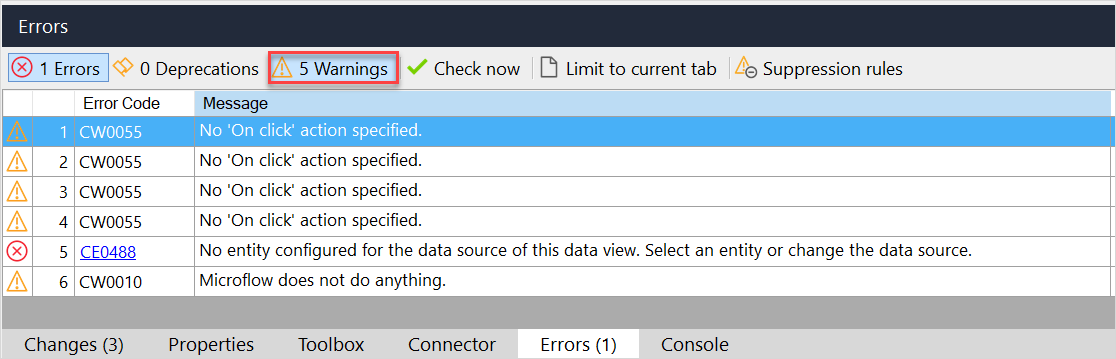 Errors
1 Errors 0 Deprecations 5 Warnings Check now Limit to current tab Suppression rules
Error Code Message
1 CW0055 No 'On click' action specified.
2 CW0055 No 'On click' action specified.
3 CW0055 No 'On click' action specified.
4 CW0055 No 'On click' action specified.
5 CE0488 No entity configured for the data source of this data view. Select an entity or change the data source.
6 CW0010 Microflow does not do anything.
Changes (3) Properties Toolbox Connector Errors (1) Console